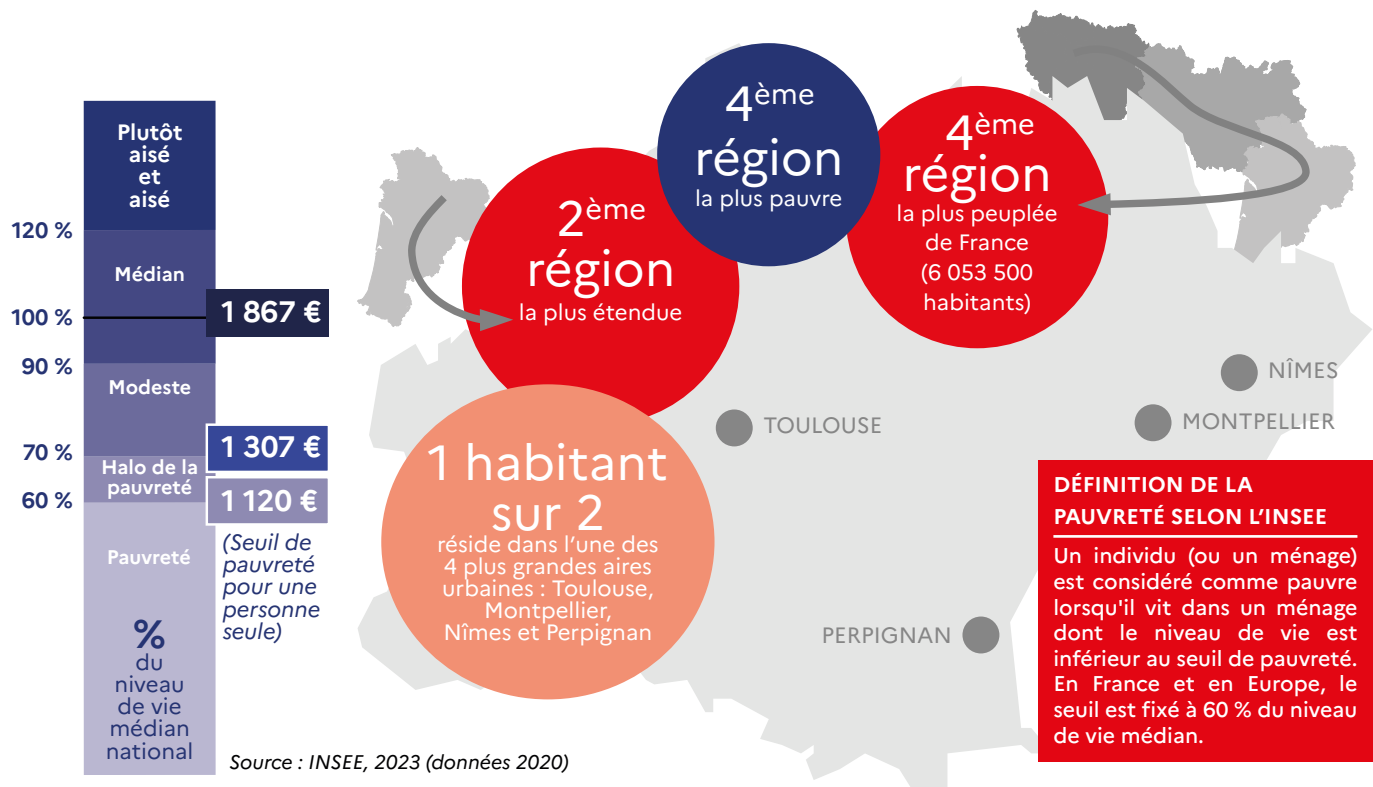 Plutôt
aisé
et
aisé
120 %
Médian
100 %
1 867 €
90 %
Modeste
70 %
1 307 €
Halo de la
pauvreté
60 %
1 120 €
(Seuil de
pauvreté
pour une
personne
seule)
Pauvreté
%
du
niveau
de vie
médian
national
Source : INSEE, 2023 (données 2020)
2ème
région
la plus étendue
4ème
région
la plus pauvre
4ème
région
la plus peuplée
de France
(6 053 500
habitants)
1 habitant
sur 2
réside dans l’une des
4 plus grandes aires
urbaines : Toulouse,
Montpellier,
Nîmes et Perpignan
TOULOUSE
NÎMES
MONTPELLIER
PERPIGNAN
DÉFINITION DE LA
PAUVRETÉ SELON L’INSEE
Un individu (ou un ménage)
est considéré comme pauvre
lorsqu'il vit dans un ménage
dont le niveau de vie est
inférieur au seuil de pauvreté.
En France et en Europe, le
seuil est fixé à 60 % du niveau
de vie médian.